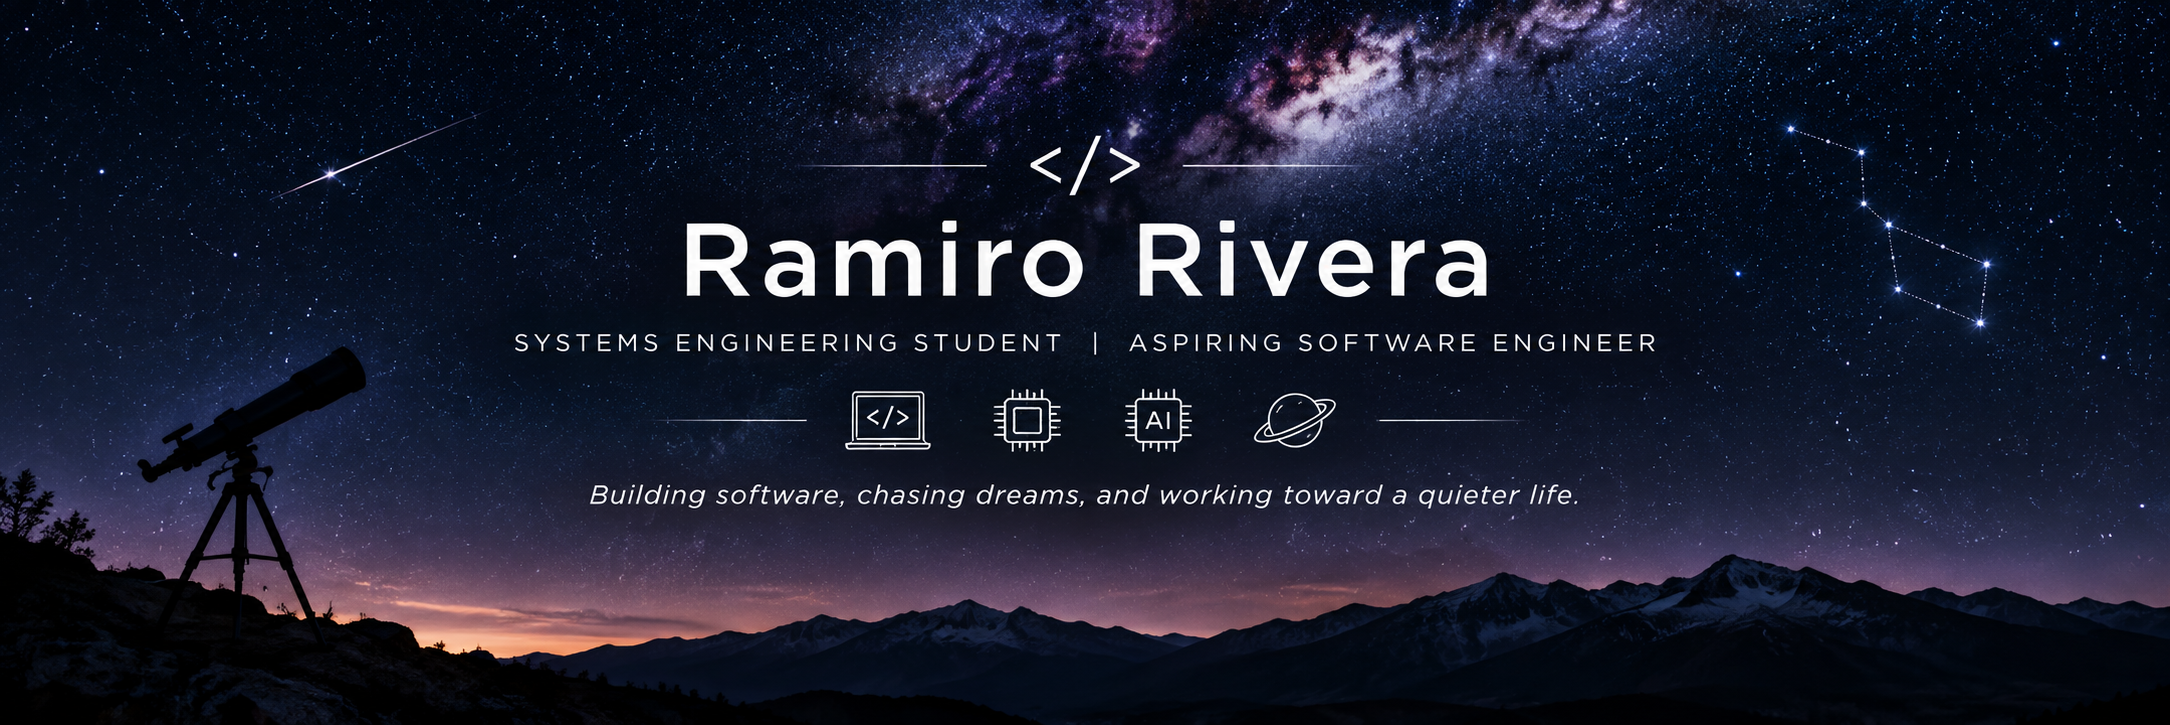 </>
Ramiro Rivera
SYSTEMS ENGINEERING STUDENT | ASPIRING SOFTWARE ENGINEER
</> AI
Building software, chasing dreams, and working toward a quieter life.